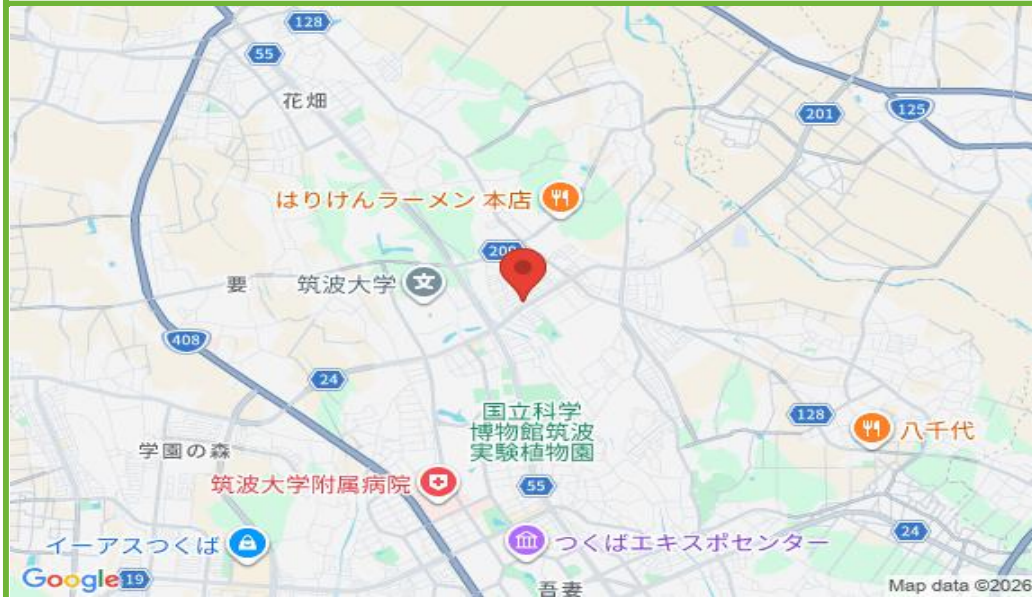 128
55
花畑
201
125
はりけんラーメン 本店
209
要
筑波大学
文
408
24
国立科学
博物館筑波
実験植物園
128
八千代
学園の森
筑波大学附属病院
55
イーアスつくば
つくばエキスポセンター
24
Google
19
吾妻
Map data ©2026